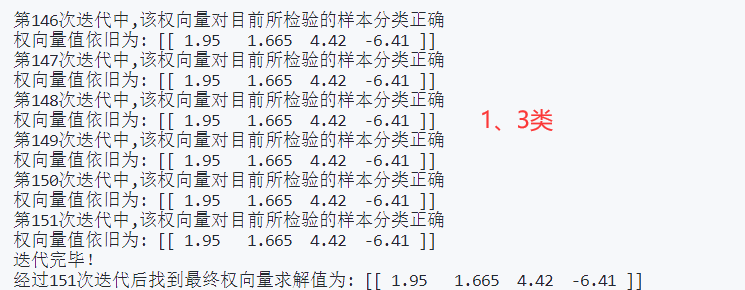 第146次迭代中,该权向量对目前所检验的样本分类正确
权向量值依旧为: [[ 1.95   1.665  4.42  -6.41 ]]
第147次迭代中,该权向量对目前所检验的样本分类正确
权向量值依旧为: [[ 1.95   1.665  4.42  -6.41 ]]
第148次迭代中,该权向量对目前所检验的样本分类正确
权向量值依旧为: [[ 1.95   1.665  4.42  -6.41 ]]
第149次迭代中,该权向量对目前所检验的样本分类正确
权向量值依旧为: [[ 1.95   1.665  4.42  -6.41 ]]
第150次迭代中,该权向量对目前所检验的样本分类正确
权向量值依旧为: [[ 1.95   1.665  4.42  -6.41 ]]
第151次迭代中,该权向量对目前所检验的样本分类正确
权向量值依旧为: [[ 1.95   1.665  4.42  -6.41 ]]
迭代完毕!
经过151次迭代后找到最终权向量求解值为: [[ 1.95   1.665  4.42  -6.41 ]]
1、3类